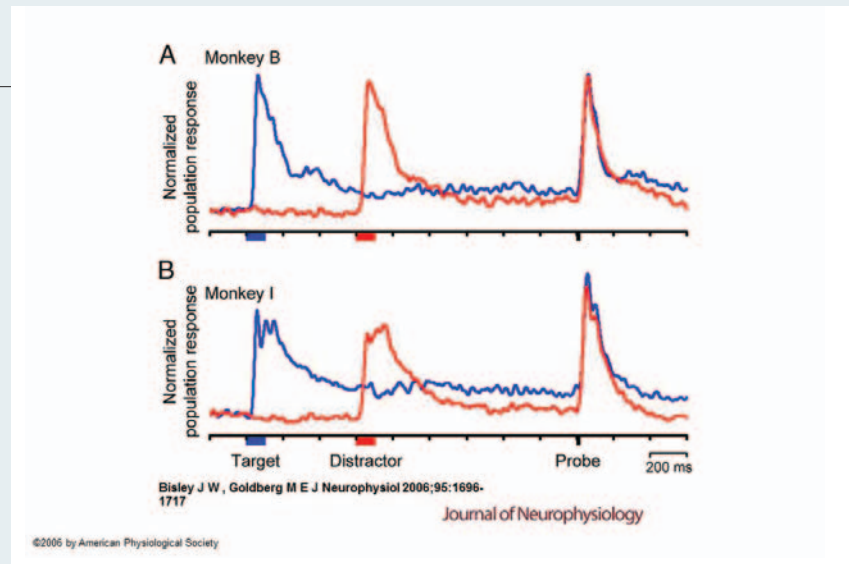 A
Monkey B
Normalized
population response
B
Monkey I
Normalized
population response
Target
Distractor
Probe
200 ms
Bisley J W , Goldberg M E J Neurophysiol 2006;95:1696-
1717
Journal of Neurophysiology
©2006 by American Physiological Society